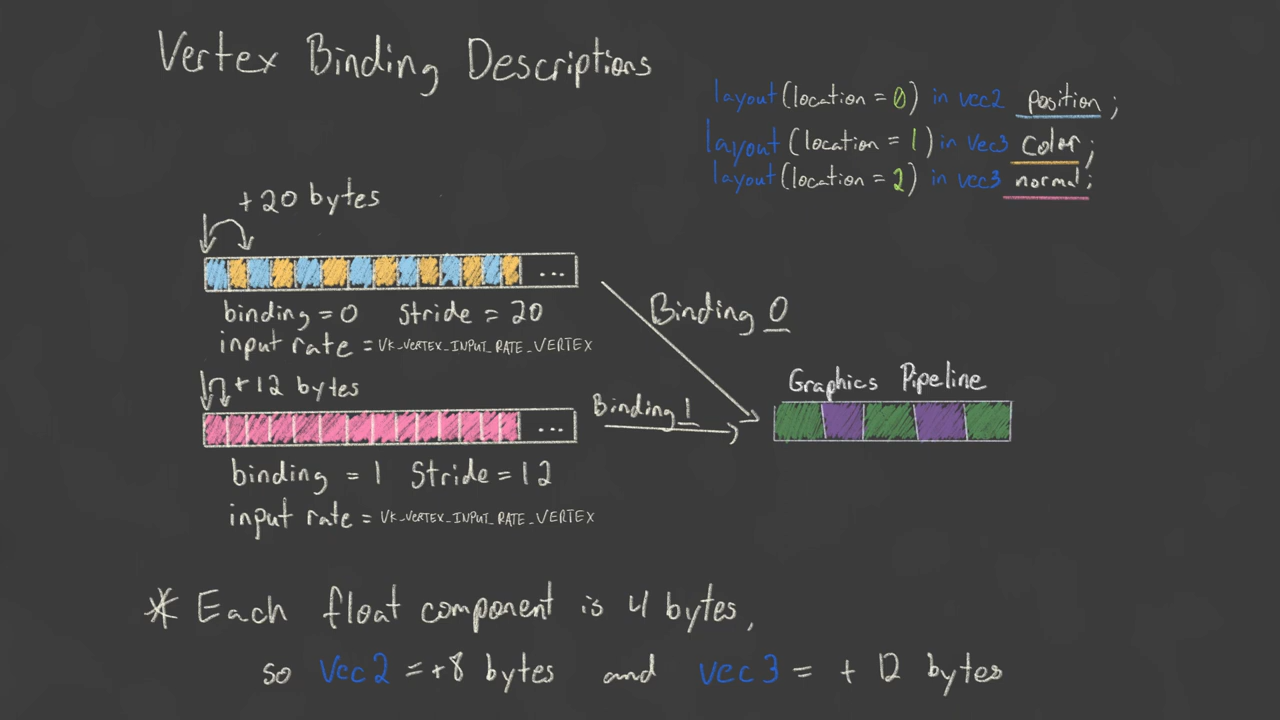 Vertex Binding Descriptions
layout (location = 0) in vec2 position ;
layout (location = 1) in vec3 color ;
layout (location = 2) in vec3 normal ;
+ 20 bytes
...
binding = 0 Stride = 20
input rate = VK_VERTEX_INPUT_RATE_VERTEX
+ 12 bytes
...
binding = 1 Stride = 12
input rate = VK_VERTEX_INPUT_RATE_VERTEX
Binding 0
Binding 1
Graphics Pipeline
* Each float component is 4 bytes,
so vec2 = +8 bytes and vec3 = + 12 bytes